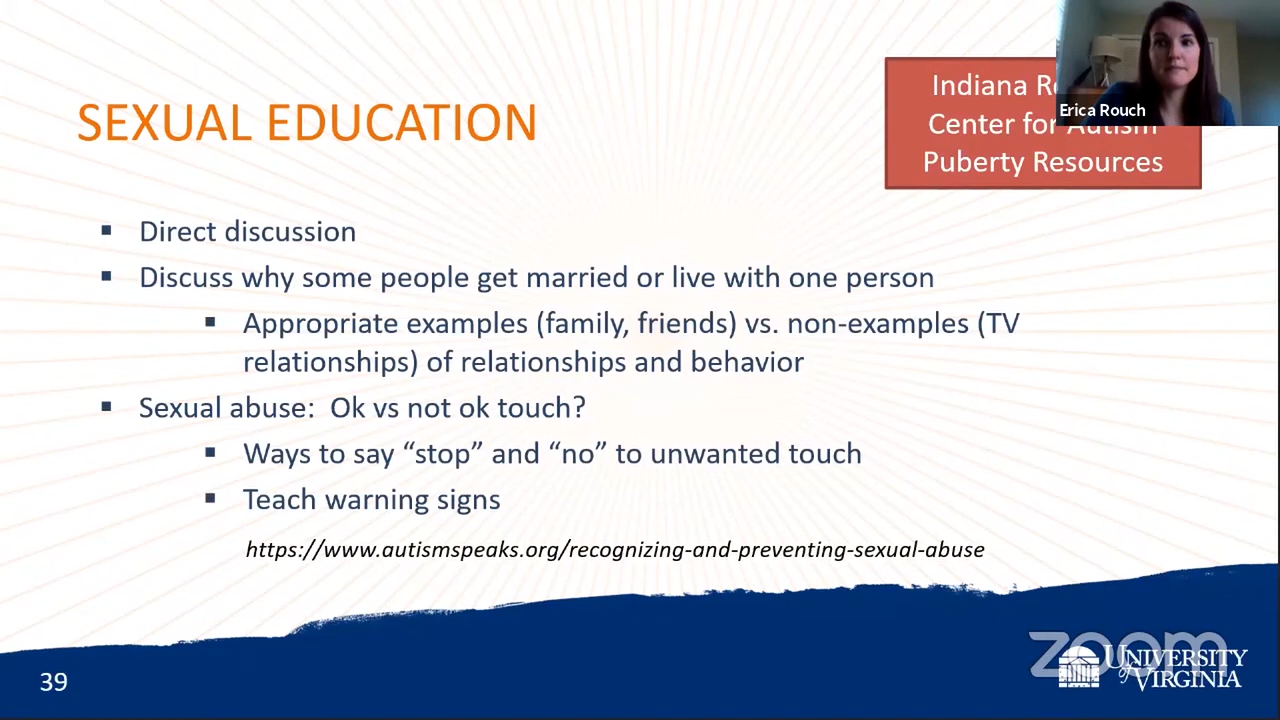 SEXUAL EDUCATION
Indiana
Center for Autism
Puberty Resources
Erica Rouch
▪ Direct discussion
▪ Discuss why some people get married or live with one person
▪ Appropriate examples (family, friends) vs. non-examples (TV
relationships) of relationships and behavior
▪ Sexual abuse:  Ok vs not ok touch?
▪ Ways to say “stop” and “no” to unwanted touch
▪ Teach warning signs
https://www.autismspeaks.org/recognizing-and-preventing-sexual-abuse
39
zoom
UNIVERSITY
of VIRGINIA